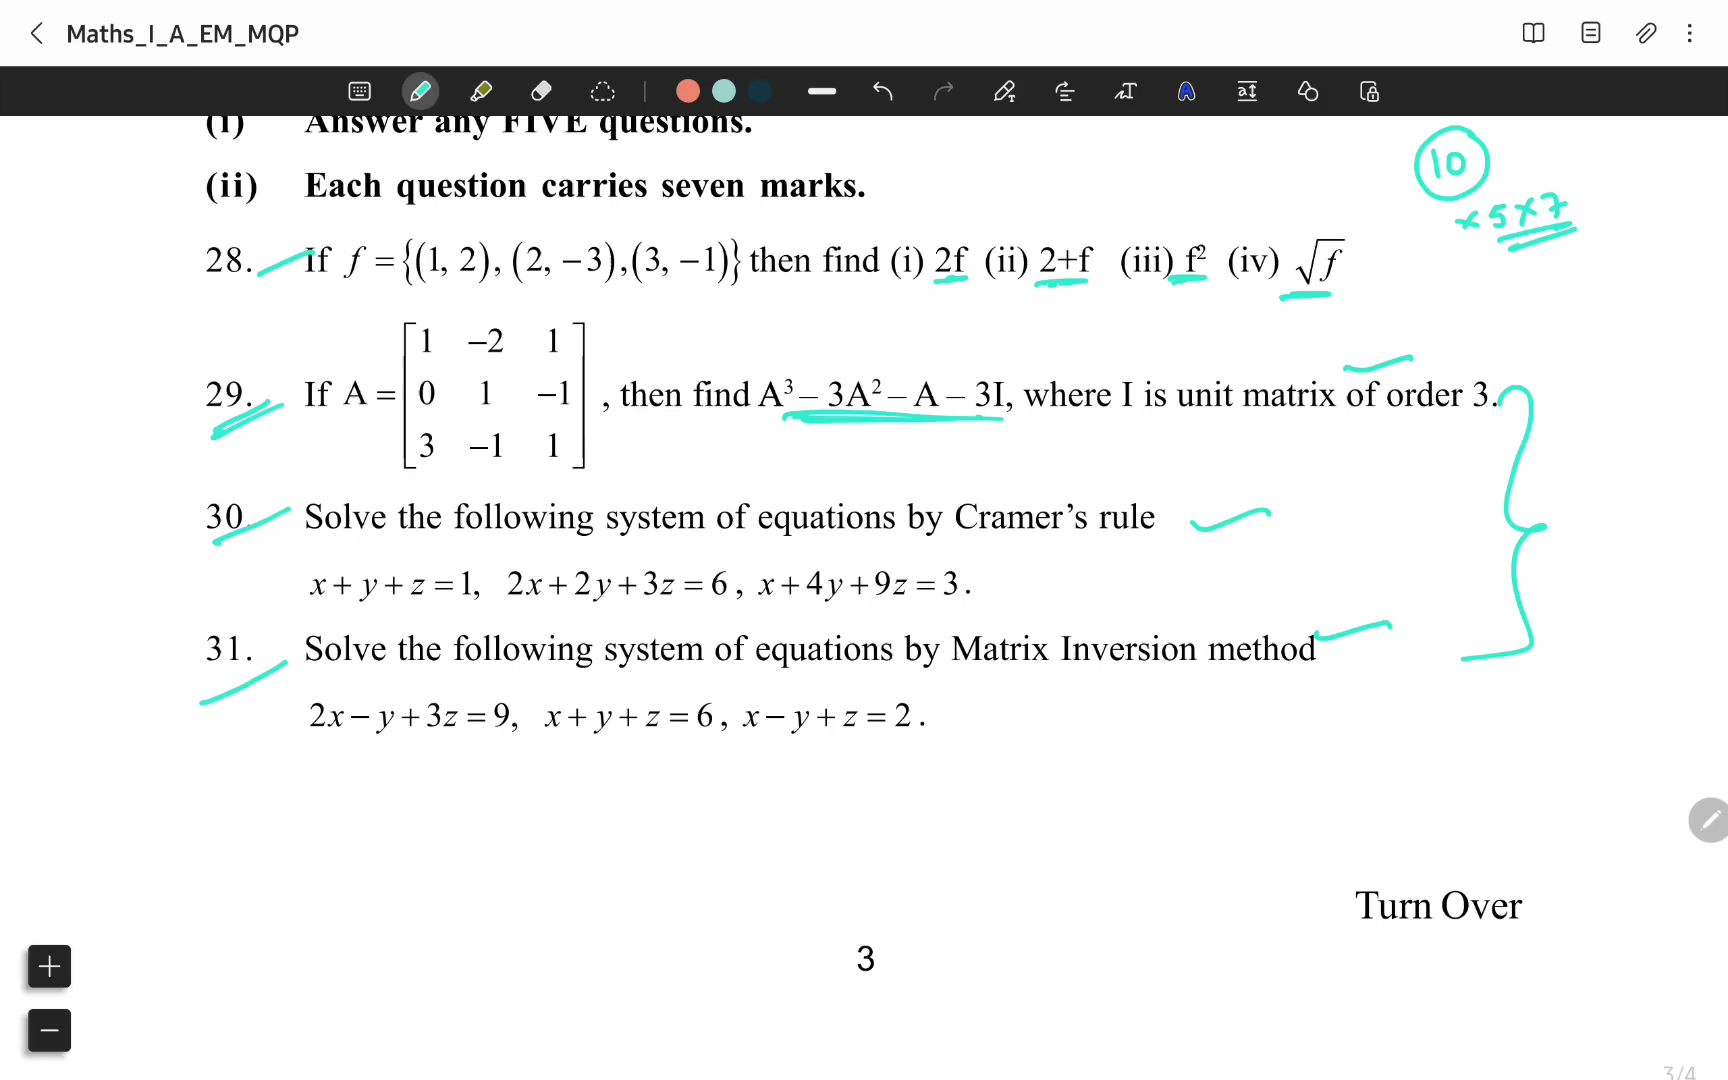 Maths_I_A_EM_MQP
(i) Answer any FIVE questions.
(ii) Each question carries seven marks.
10
× 5 × 7
28. If f = {(1, 2), (2, −3),(3, −1)} then find (i) 2f (ii) 2+f (iii) f² (iv) √f
29. If A = [1 −2 1
0 1 −1
3 −1 1], then find A³ – 3A² – A – 3I, where I is unit matrix of order 3.
30. Solve the following system of equations by Cramer’s rule
x + y + z = 1, 2x + 2y + 3z = 6 , x + 4y + 9z = 3 .
31. Solve the following system of equations by Matrix Inversion method
2x − y + 3z = 9, x + y + z = 6 , x − y + z = 2 .
Turn Over
3
3/4